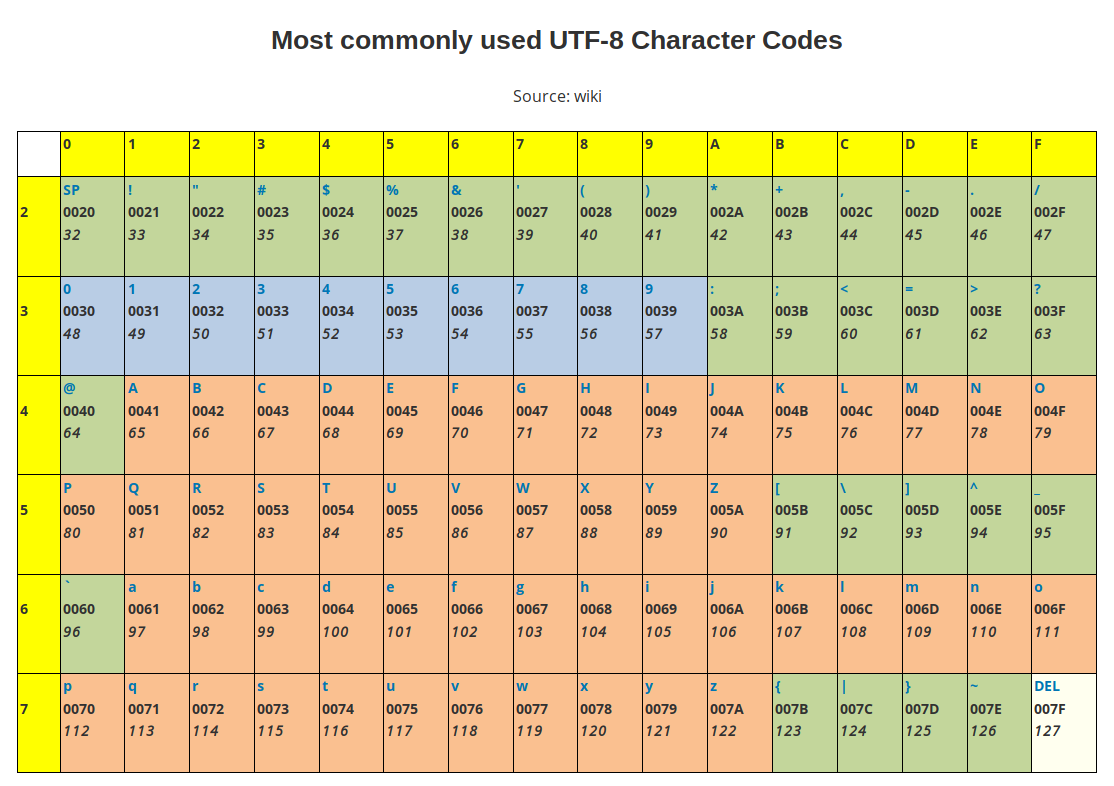 Most commonly used UTF-8 Character Codes
Source: wiki
0 1 2 3 4 5 6 7 8 9 A B C D E F
SP ! " # $ % & ' ( ) * + , - . /
2 0020 0021 0022 0023 0024 0025 0026 0027 0028 0029 002A 002B 002C 002D 002E 002F
32 33 34 35 36 37 38 39 40 41 42 43 44 45 46 47
0 1 2 3 4 5 6 7 8 9 : ; < = > ?
3 0030 0031 0032 0033 0034 0035 0036 0037 0038 0039 003A 003B 003C 003D 003E 003F
48 49 50 51 52 53 54 55 56 57 58 59 60 61 62 63
@ A B C D E F G H I J K L M N O
4 0040 0041 0042 0043 0044 0045 0046 0047 0048 0049 004A 004B 004C 004D 004E 004F
64 65 66 67 68 69 70 71 72 73 74 75 76 77 78 79
P Q R S T U V W X Y Z [ \ ] ^ _
5 0050 0051 0052 0053 0054 0055 0056 0057 0058 0059 005A 005B 005C 005D 005E 005F
80 81 82 83 84 85 86 87 88 89 90 91 92 93 94 95
` a b c d e f g h i j k l m n o
6 0060 0061 0062 0063 0064 0065 0066 0067 0068 0069 006A 006B 006C 006D 006E 006F
96 97 98 99 100 101 102 103 104 105 106 107 108 109 110 111
p q r s t u v w x y z { | } ~ DEL
7 0070 0071 0072 0073 0074 0075 0076 0077 0078 0079 007A 007B 007C 007D 007E 007F
112 113 114 115 116 117 118 119 120 121 122 123 124 125 126 127